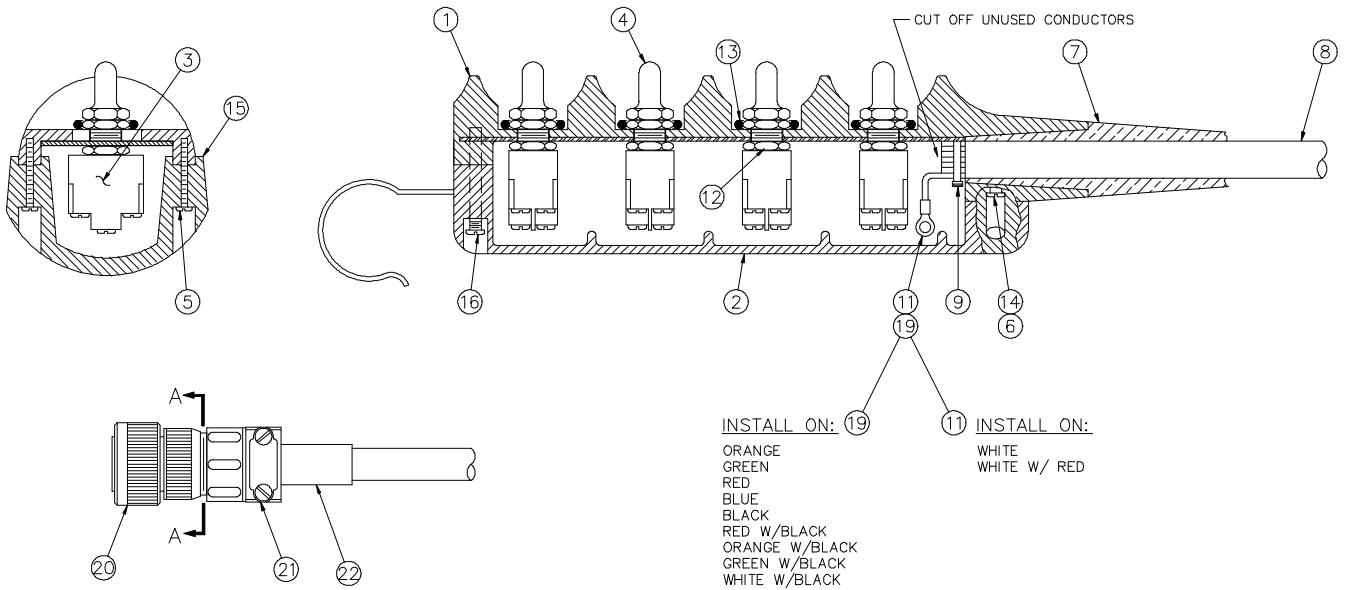 1
4
13
CUT OFF UNUSED CONDUCTORS
7
8
3
15
12
5
16
2
11
19
9
14
6
A
A
20
21
22
INSTALL ON: 19
ORANGE
GREEN
RED
BLUE
BLACK
RED W/BLACK
ORANGE W/BLACK
GREEN W/BLACK
WHITE W/BLACK
11 INSTALL ON:
WHITE
WHITE W/ RED